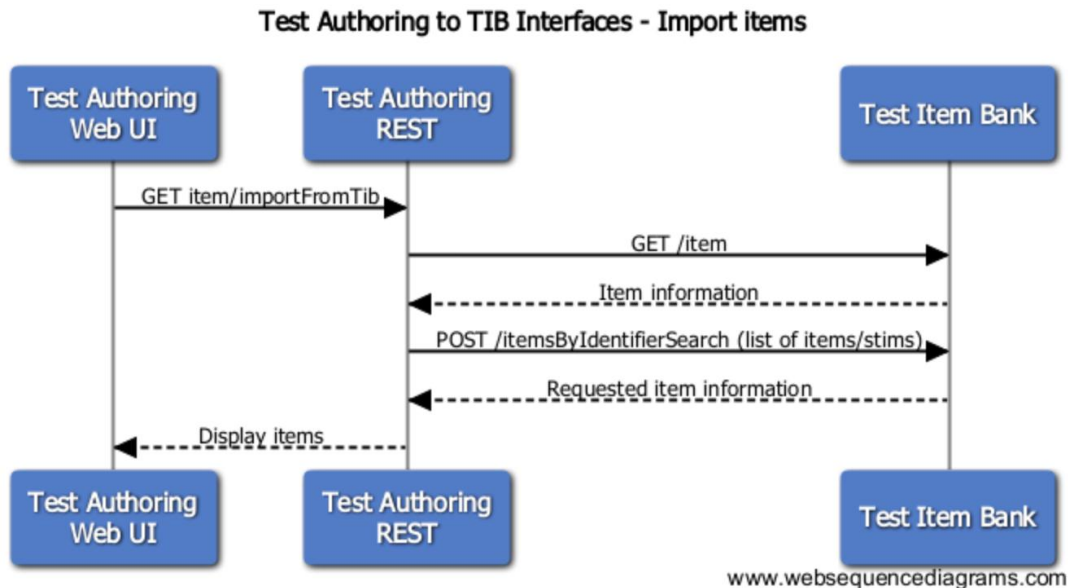 Test Authoring to TIB Interfaces - Import items
Test Authoring
Web UI
Test Authoring
REST
Test Item Bank
GET item/importFromTib
GET /item
Item information
POST /itemsByIdentifierSearch (list of items/stims)
Requested item information
Display items
Test Authoring
Web UI
Test Authoring
REST
Test Item Bank
www.websequencediagrams.com